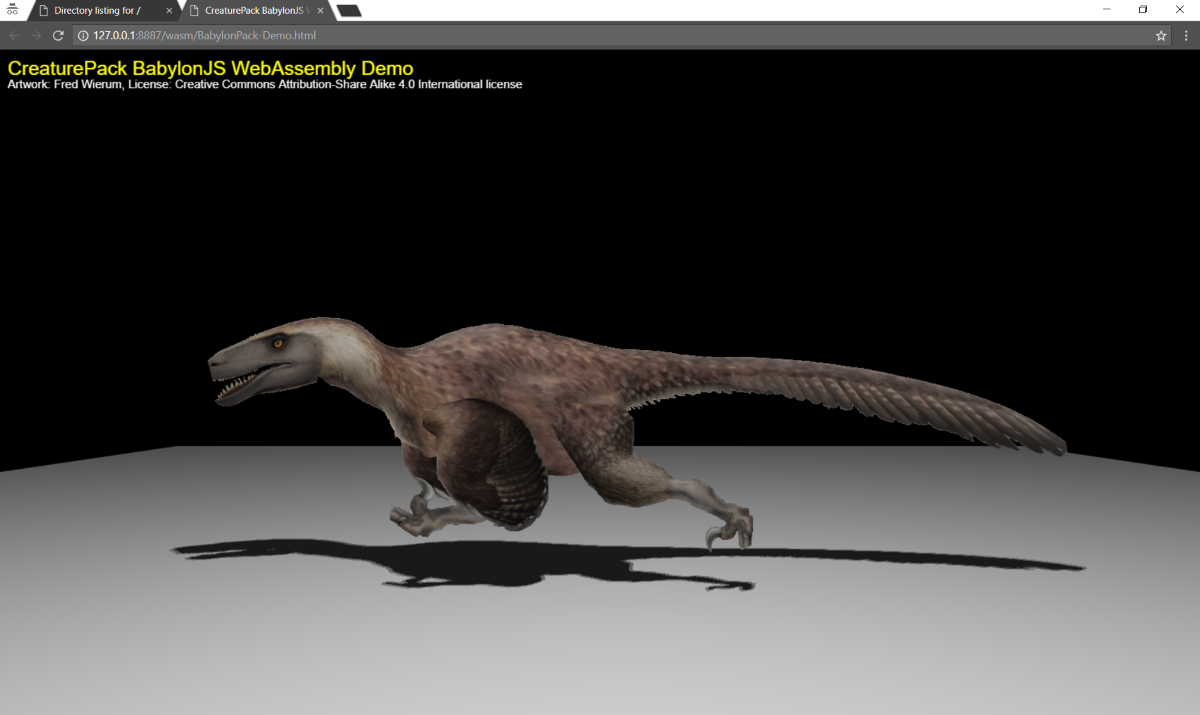 Directory listing for /
CreaturePack BabylonJS
127.0.0.1:8887/wasm/BabylonPack-Demo.html
CreaturePack BabylonJS WebAssembly Demo
Artwork: Fred Wierum, License: Creative Commons Attribution-Share Alike 4.0 International license